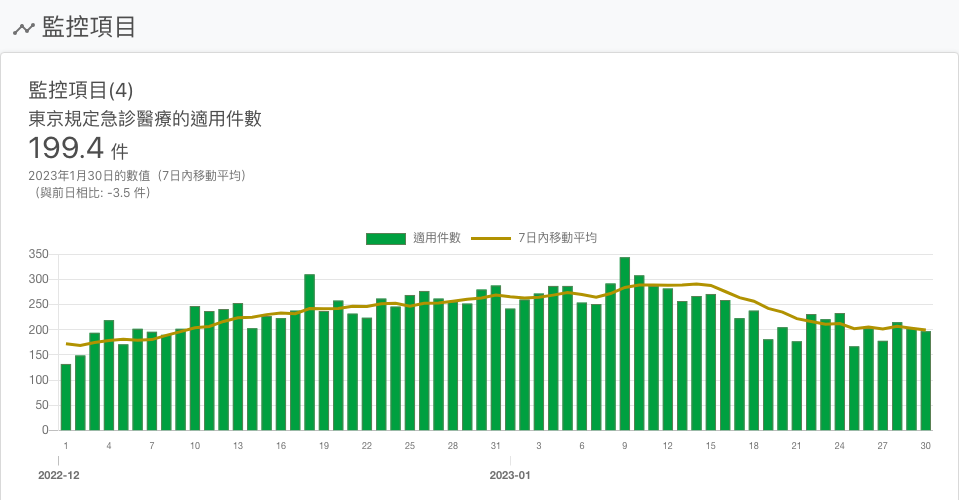 監控項目
監控項目(4)
東京規定急診醫療的適用件數
199.4 件
2023年1月30日的數值（7日內移動平均）
（與前日相比: -3.5 件）
適用件數 7日內移動平均
350
300
250
200
150
100
50
0
1 4 7 10 13 16 19 22 25 28 31 3 6 9 12 15 18 21 24 27 30
2022-12 2023-01